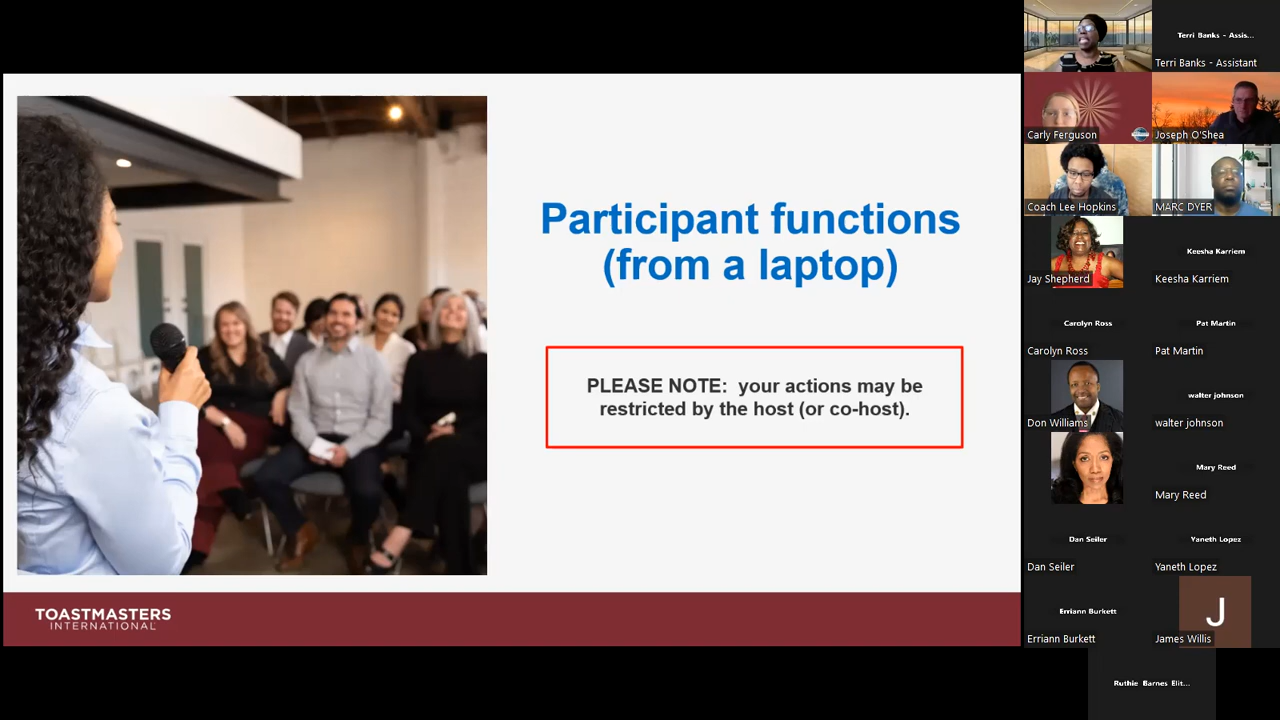 Participant functions
(from a laptop)
PLEASE NOTE: your actions may be
restricted by the host (or co-host).
TOASTMASTERS
INTERNATIONAL
Terri Banks - Assis...
Terri Banks - Assistant
Carly Ferguson
Joseph O'Shea
Coach Lee Hopkins
MARC DYER
Jay Shepherd
Keesha Karriem
Keesha Karriem
Carolyn Ross
Carolyn Ross
Pat Martin
Pat Martin
Don Williams
walter johnson
walter johnson
Mary Reed
Mary Reed
Dan Seiler
Dan Seiler
Yaneth Lopez
Yaneth Lopez
Erriann Burkett
Erriann Burkett
J
James Willis
Ruthie Barnes Elit...